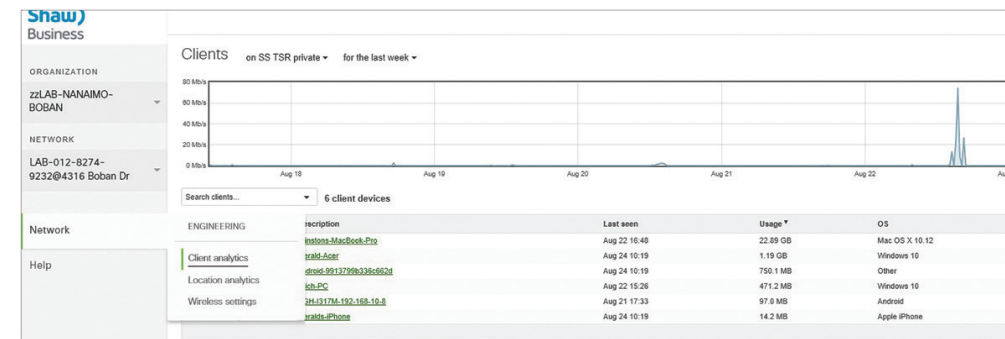 Shaw)
Business
ORGANIZATION
zzLAB-NANAIMO-
BOBAN
NETWORK
LAB-012-8274-
9232@4316 Boban Dr
Network
Help
Clients on SS TSR private for the last week
80 Mb/s
60 Mb/s
40 Mb/s
20 Mb/s
0 Mb/s
Aug 18 Aug 19 Aug 20 Aug 21 Aug 22 Au
Search clients... 6 client devices
ENGINEERING
Client analytics
Location analytics
Wireless settings
escription Last seen Usage OS
instons-MacBook-Pro Aug 22 16:48 22.89 GB Mac OS X 10.12
erald-Acer Aug 24 10:19 1.19 GB Windows 10
ndroid-9913799b336c662d Aug 24 10:19 750.1 MB Other
ich-PC Aug 22 15:26 471.2 MB Windows 10
GH-I317M-192-168-10-8 Aug 21 17:33 97.0 MB Android
eralds-iPhone Aug 24 10:19 14.2 MB Apple iPhone